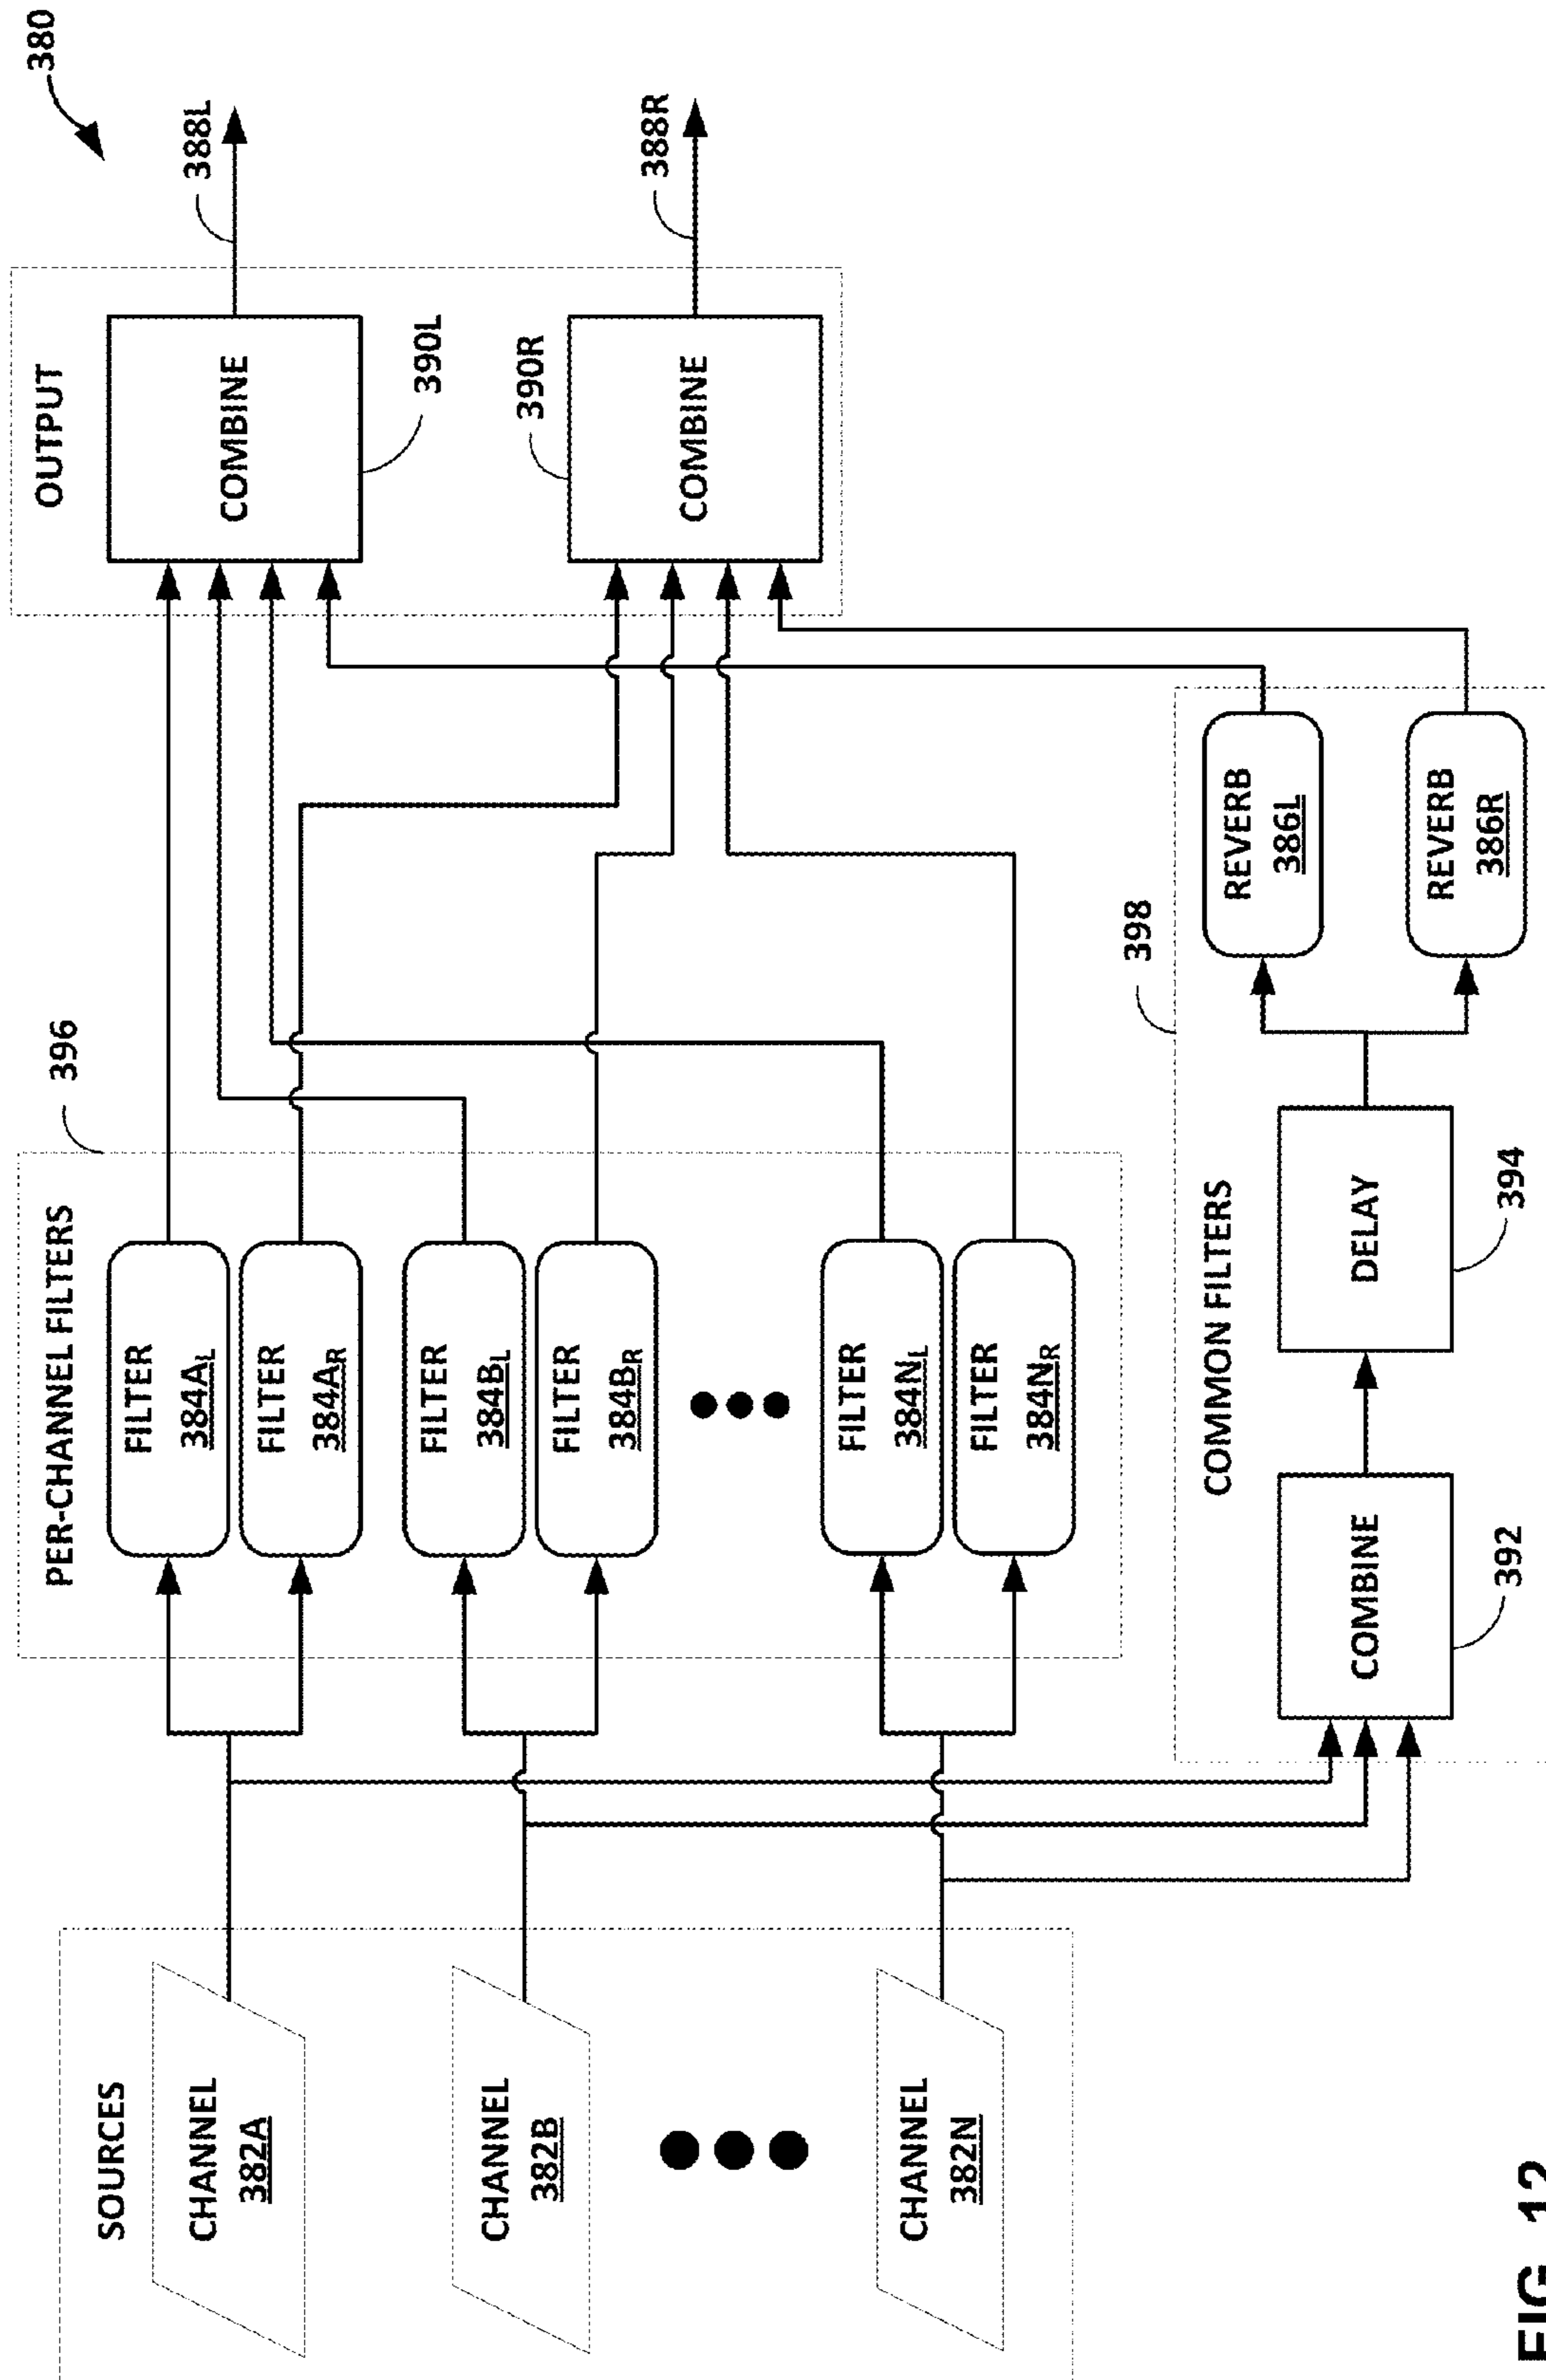 380
SOURCES
CHANNEL
382A
CHANNEL
382B
CHANNEL
382N
PER-CHANNEL FILTERS
396
FILTER
384AL
FILTER
384AR
FILTER
384BL
FILTER
384BR
FILTER
384NL
FILTER
384NR
OUTPUT
COMBINE
390L
388L
390R
COMBINE
388R
COMMON FILTERS
398
COMBINE
392
DELAY
394
REVERB
386L
REVERB
386R
FIG. 12